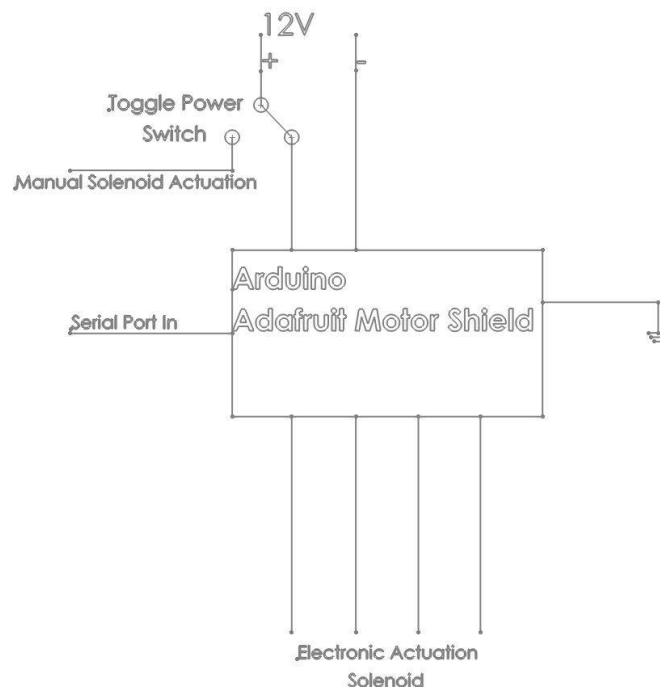 12V
+ -
Toggle Power
Switch
Manual Solenoid Actuation
Arduino
Adafruit Motor Shield
Serial Port In
Electronic Actuation
Solenoid